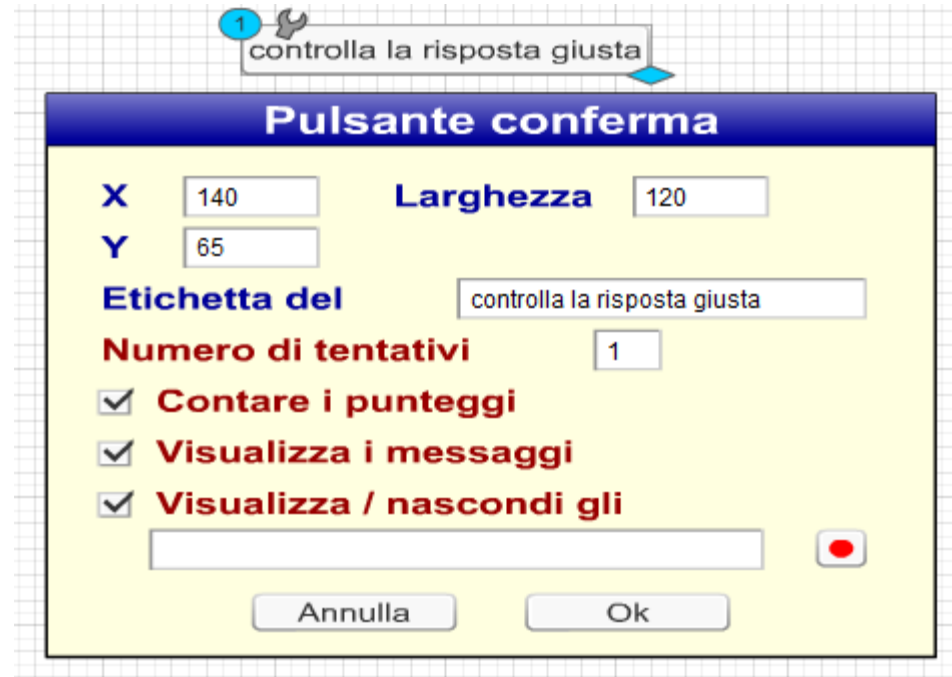 1
controlla la risposta giusta
Pulsante conferma
X 140 Larghezza 120
Y 65
Etichetta del controlla la risposta giusta
Numero di tentativi 1
Contare i punteggi
Visualizza i messaggi
Visualizza / nascondi gli
Annulla Ok